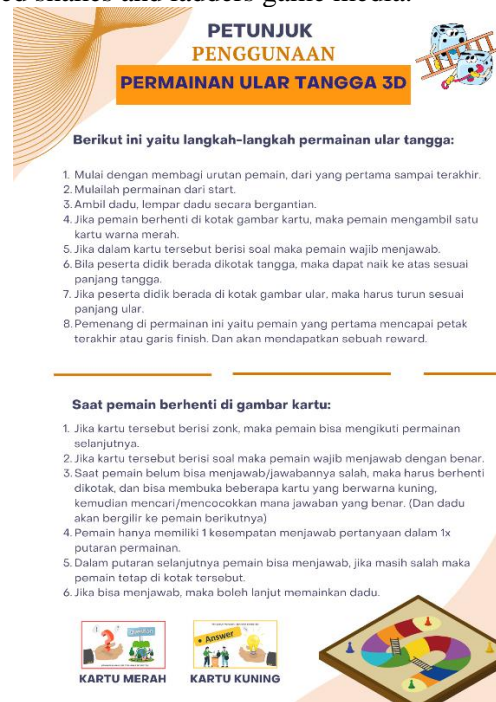 ed snakes and ladders game media.
PETUNJUK
PENGGUNAAN
PERMAINAN ULAR TANGGA 3D
Berikut ini yaitu langkah-langkah permainan ular tangga:
1. Mulai dengan membagi urutan pemain, dari yang pertama sampai terakhir.
2. Mulailah permainan dari start.
3. Ambil dadu, lempar dadu secara bergantian.
4. Jika pemain berhenti di kotak gambar kartu, maka pemain mengambil satu
kartu warna merah.
5. Jika dalam kartu tersebut berisi soal maka pemain wajib menjawab.
6. Bila peserta didik berada dikotak tangga, maka dapat naik ke atas sesuai
panjang tangga.
7. Jika peserta didik berada di kotak gambar ular, maka harus turun sesuai
panjang ular.
8. Pemenang di permainan ini yaitu pemain yang pertama mencapai petak
terakhir atau garis finish. Dan akan mendapatkan sebuah reward.
Saat pemain berhenti di gambar kartu:
1. Jika kartu tersebut berisi zonk, maka pemain bisa mengikuti permainan
selanjutnya.
2. Jika kartu tersebut berisi soal maka pemain wajib menjawab dengan benar.
3. Saat pemain belum bisa menjawab/jawabannya salah, maka harus berhenti
dikotak, dan bisa membuka beberapa kartu yang berwarna kuning,
kemudian mencari/mencocokkan mana jawaban yang benar. (Dan dadu
akan bergilir ke pemain berikutnya)
4. Pemain hanya memiliki 1 kesempatan menjawab pertanyaan dalam 1x
putaran permainan.
5. Dalam putaran selanjutnya pemain bisa menjawab, jika masih salah maka
pemain tetap di kotak tersebut.
6. Jika bisa menjawab, maka boleh lanjut memainkan dadu.
Question
Answer
KARTU MERAH
KARTU KUNING